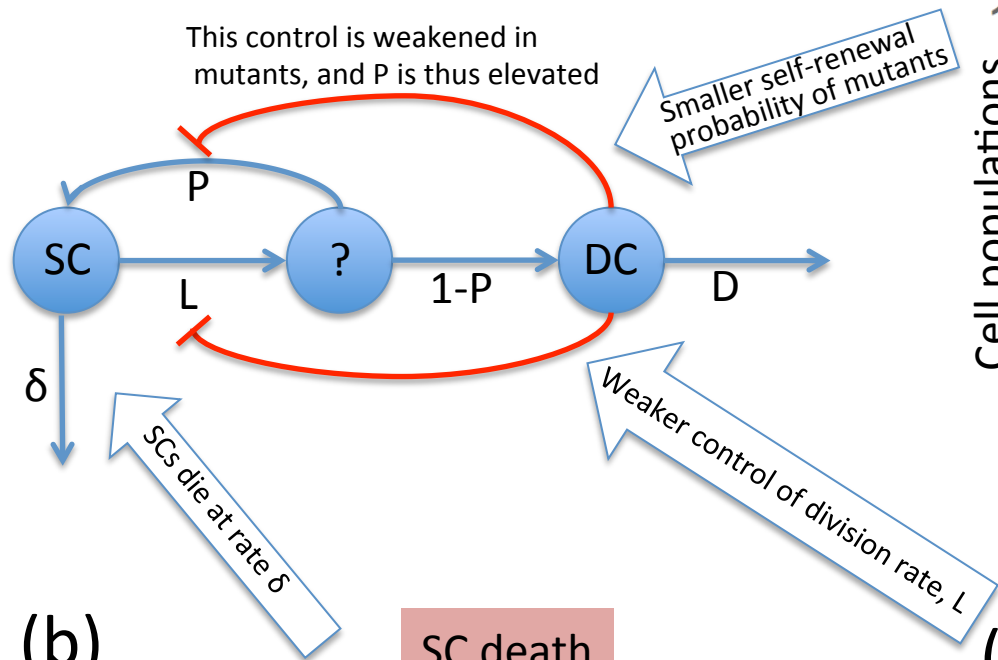 This control is weakened in
mutants, and P is thus elevated
Smaller self-renewal
probability of mutants
Cell populations
P
SC
?
DC
L
1-P
D
δ
SCs die at rate δ
Weaker control of division rate, L
(b)
SC death
(